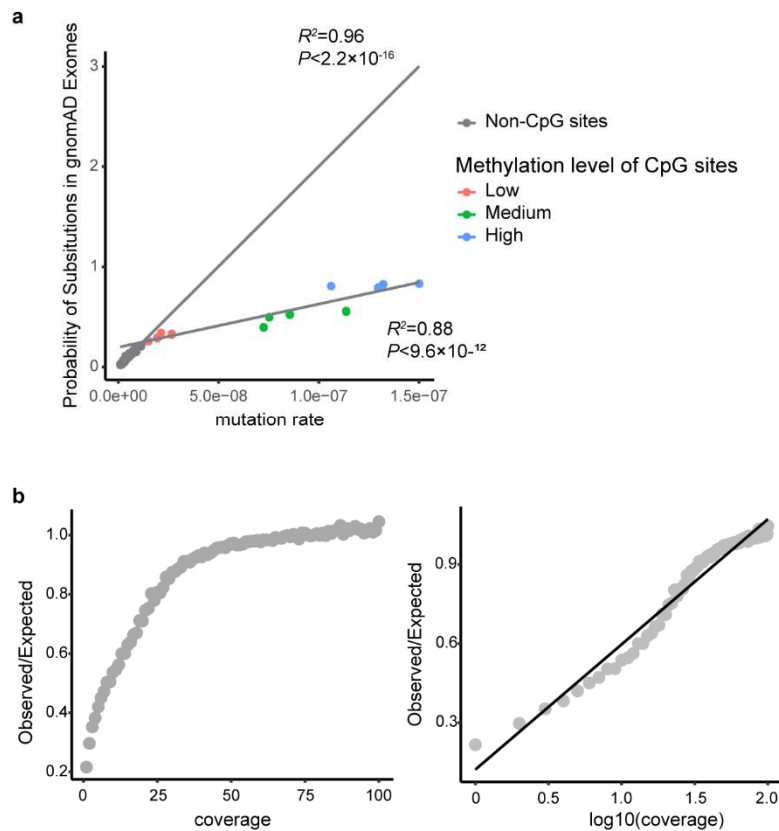 a
R²=0.96
P<2.2×10⁻¹⁶
Probability of Subsitutions in gnomAD Exomes
3
2
1
0
0.0e+00
5.0e-08
1.0e-07
1.5e-07
mutation rate
R²=0.88
P<9.6×10-¹²
Non-CpG sites
Methylation level of CpG sites
Low
Medium
High
b
Observed/Expected
1.0
0.8
0.6
0.4
0.2
0
25
50
75
100
coverage
Observed/Expected
0.9
0.6
0.3
0
0.5
1.0
1.5
2.0
log10(coverage)